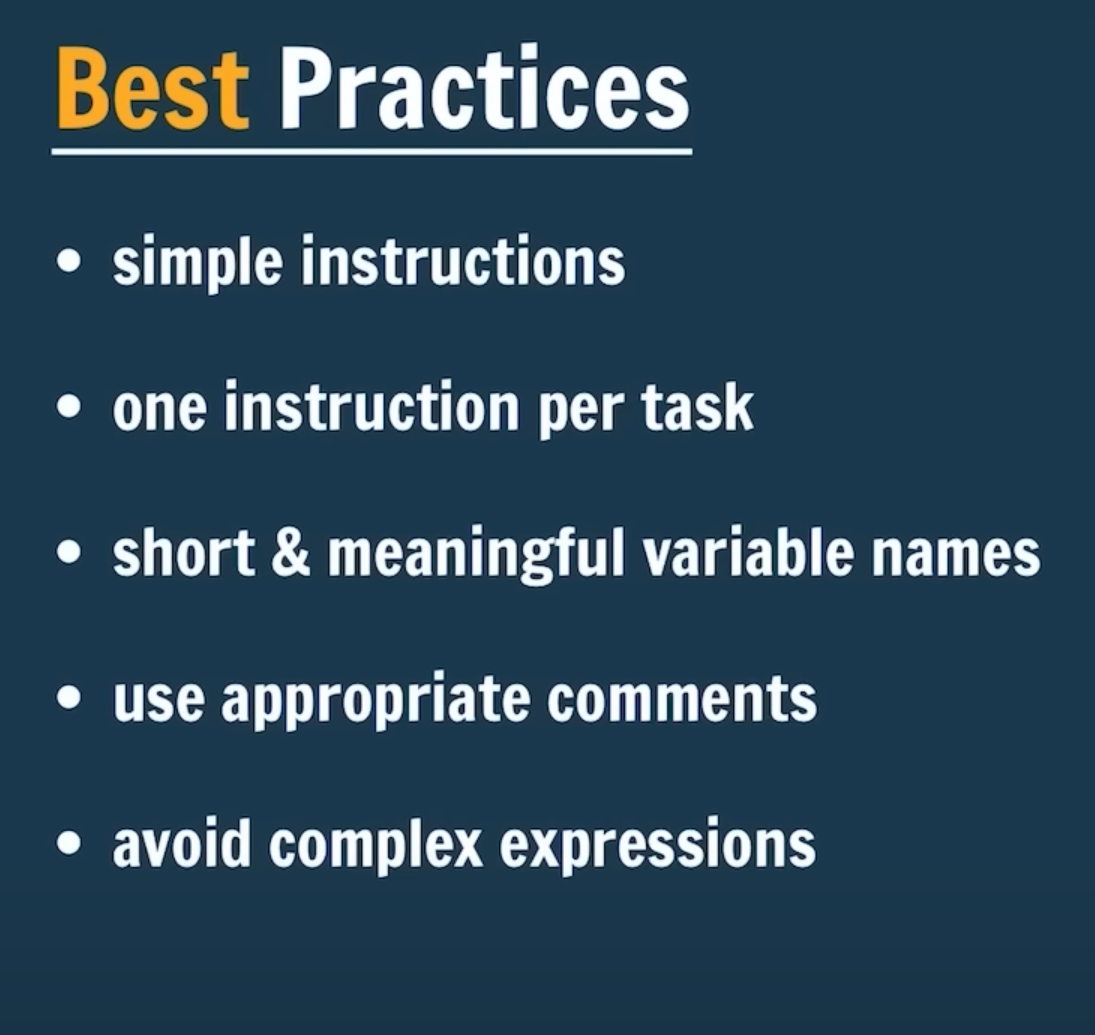 Best Practices
• simple instructions
• one instruction per task
• short & meaningful variable names
• use appropriate comments
• avoid complex expressions